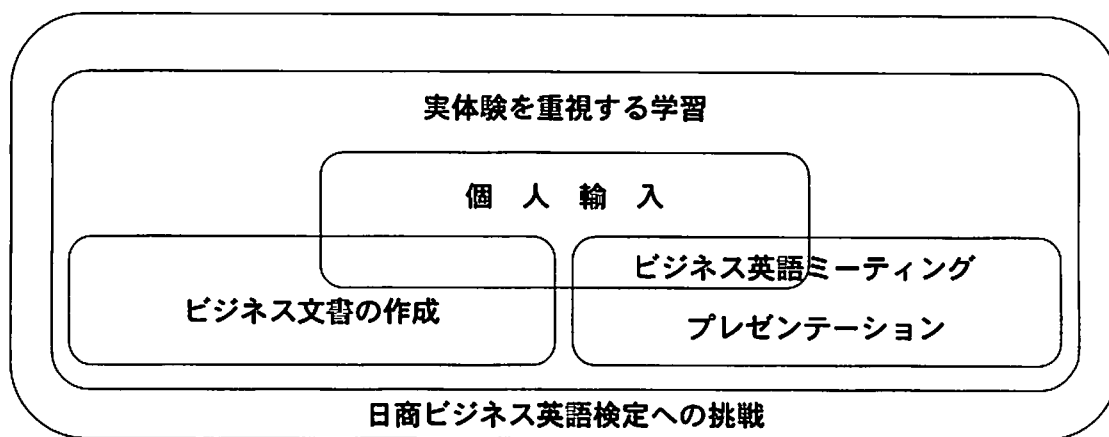 実体験を重視する学習
個 人 輸 入
ビジネス文書の作成
ビジネス英語ミーティング
プレゼンテーション
日商ビジネス英語検定への挑戦